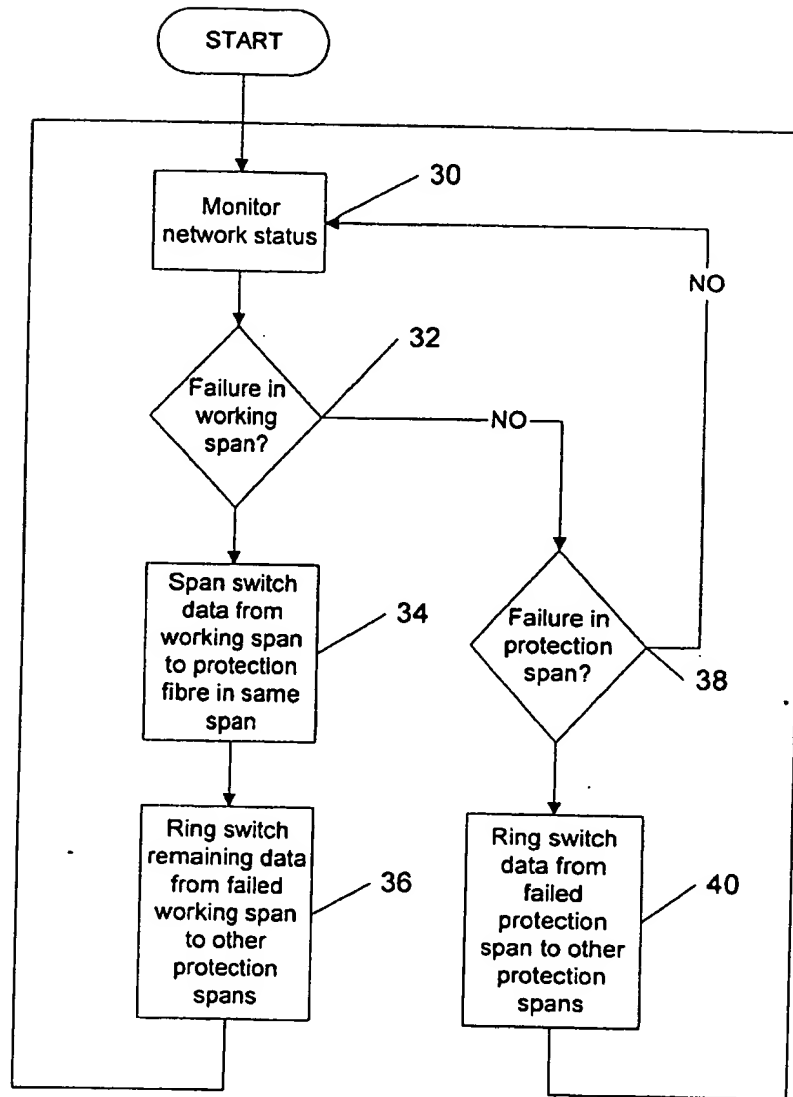 START
30
Monitor
network status
NO
32
Failure in
working
span?
NO
Span switch
data from
working span
to protection
fibre in same
span
34
Failure in
protection
span?
38
Ring switch
remaining data
from failed
working span
to other
protection
spans
36
Ring switch
data from
failed
protection
span to other
protection
spans
40